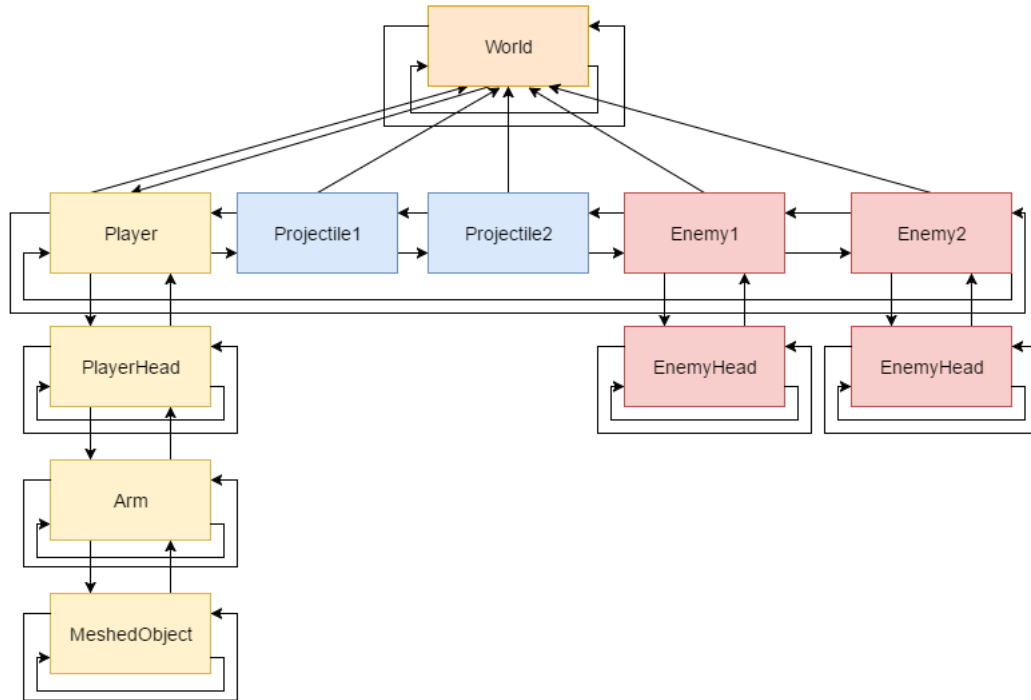 World
Player
Projectile1
Projectile2
Enemy1
Enemy2
PlayerHead
EnemyHead
EnemyHead
Arm
MeshedObject